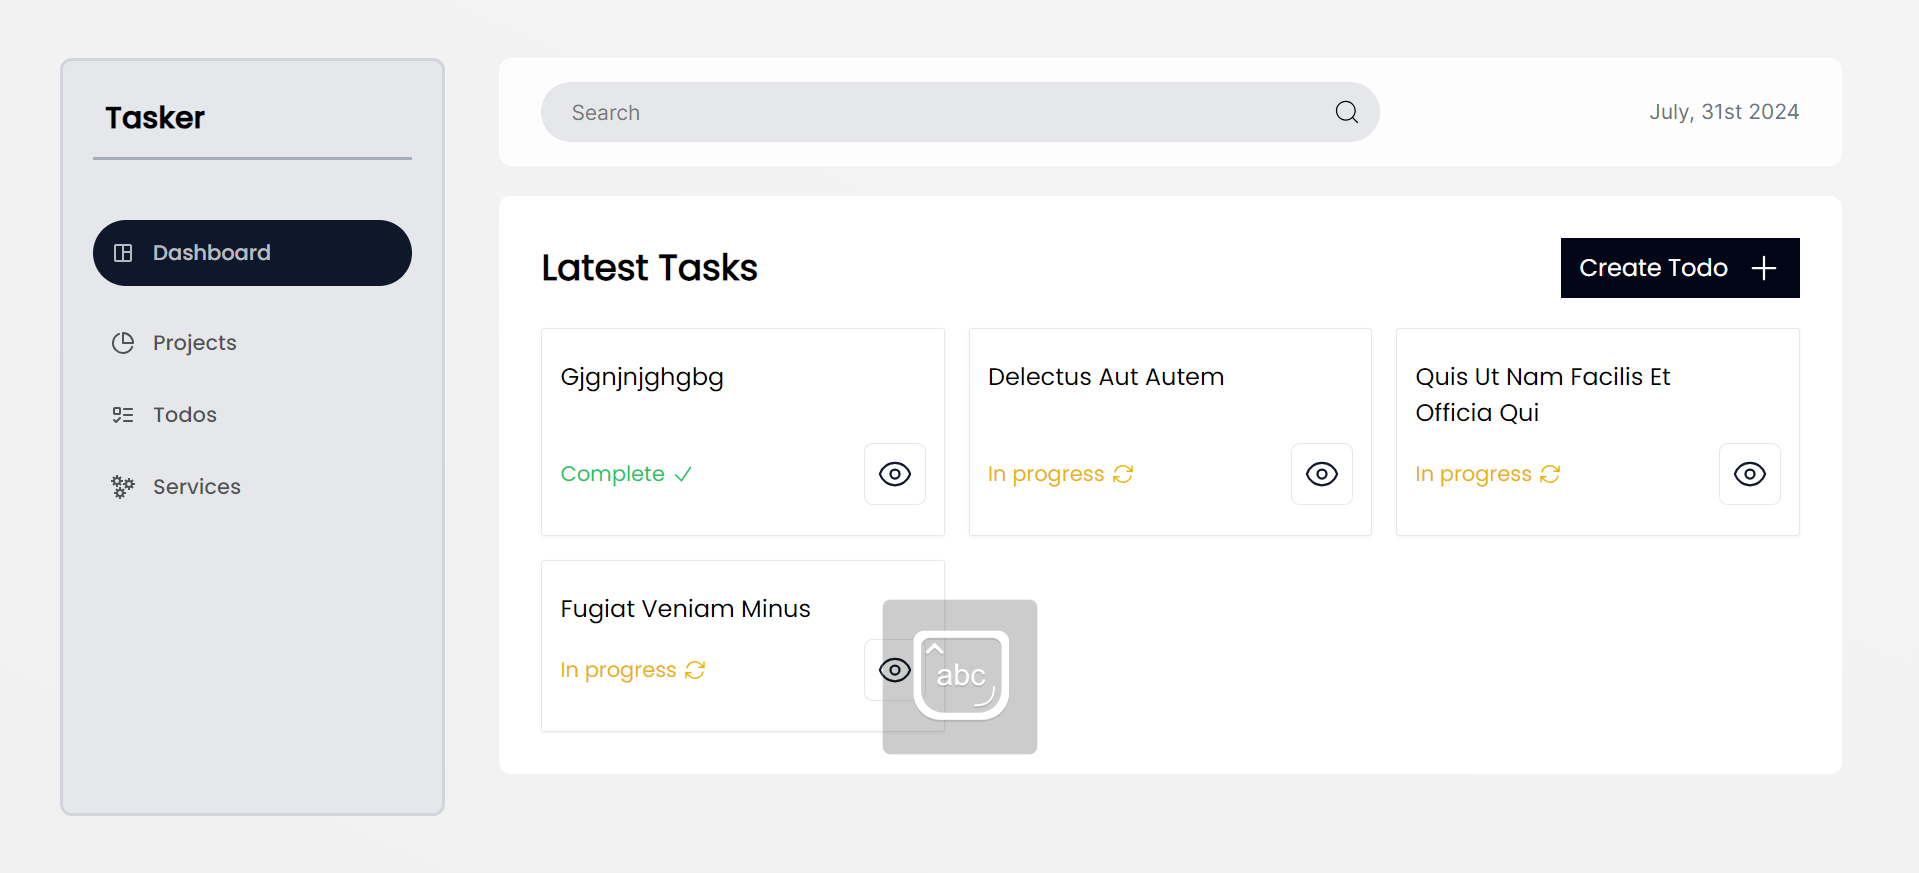 Tasker
Dashboard
Projects
Todos
Services
Search
July, 31st 2024
Latest Tasks
Create Todo
Gjgnjnjghgbg
Complete
Delectus Aut Autem
In progress
Quis Ut Nam Facilis Et
Officia Qui
In progress
Fugiat Veniam Minus
In progress
abc